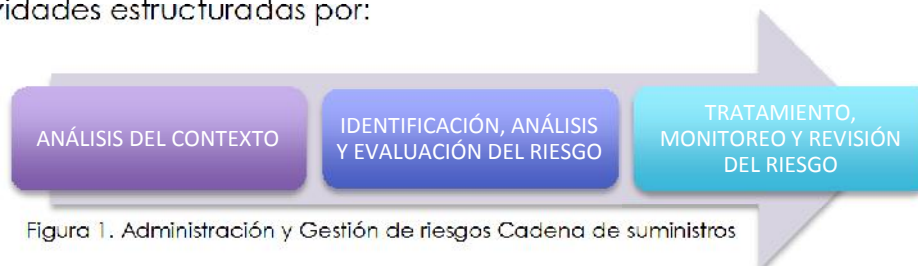 vidades estructuradas por:
ANÁLISIS DEL CONTEXTO
IDENTIFICACIÓN, ANÁLISIS
Y EVALUACIÓN DEL RIESGO
TRATAMIENTO,
MONITOREO Y REVISIÓN
DEL RIESGO
Figura 1. Administración y Gestión de riesgos Cadena de suministros